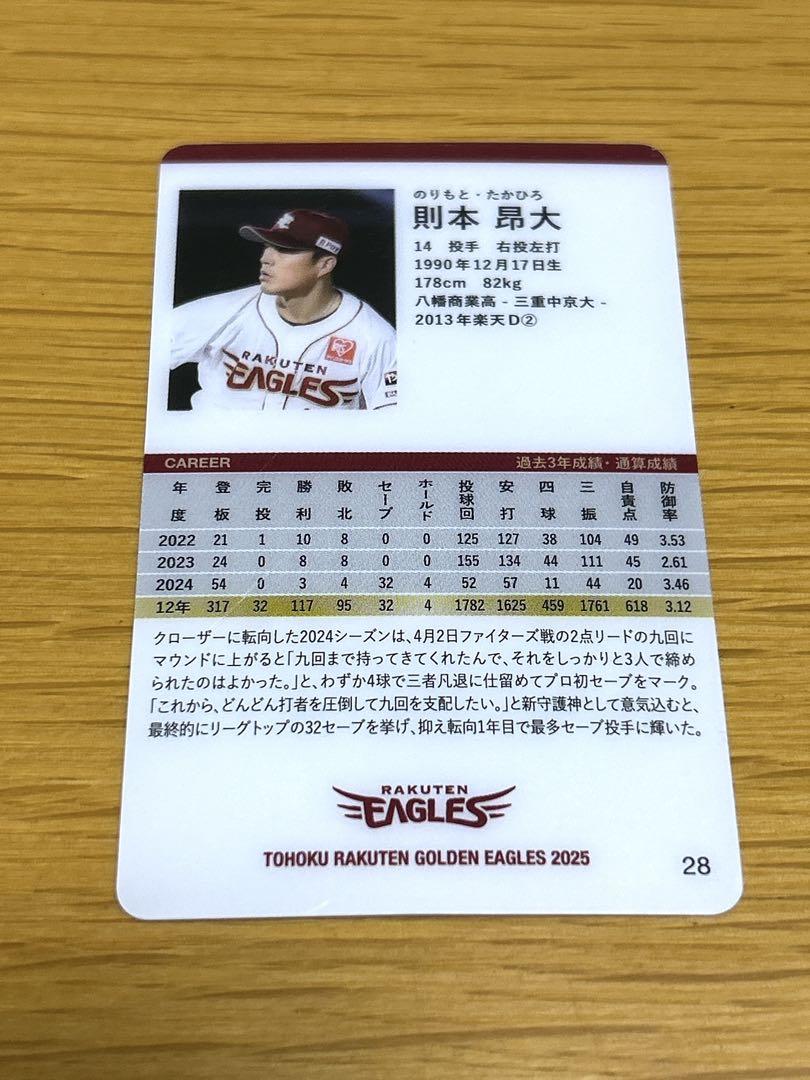 のりもと・たかひろ
則本 昂大
14 投手 右投左打
1990年12月17日生
178cm 82kg
八幡商業高 - 三重中京大 -
2013年楽天D②
RAKUTEN
EAGLES
CAREER 過去3年成績・通算成績
年度 登板 完投 勝利 敗北 セーブ ホールド 投球回 安打 四球 三振 自責点 防御率
2022 21 1 10 8 0 0 125 127 38 104 49 3.53
2023 24 0 8 8 0 0 155 134 44 111 45 2.61
2024 54 0 3 4 32 4 52 57 11 44 20 3.46
12年 317 32 117 95 32 4 1782 1625 459 1761 618 3.12
クローザーに転向した2024シーズンは、4月2日ファイターズ戦の2点リードの九回に
マウンドに上がると「九回まで持ってきてくれたんで、それをしっかりと3人で締め
られたのはよかった。」と、わずか4球で三者凡退に仕留めてプロ初セーブをマーク。
「これから、どんどん打者を圧倒して九回を支配したい。」と新守護神として意気込むと、
最終的にリーグトップの32セーブを挙げ、抑え転向1年目で最多セーブ投手に輝いた。
RAKUTEN
EAGLES
TOHOKU RAKUTEN GOLDEN EAGLES 2025
28